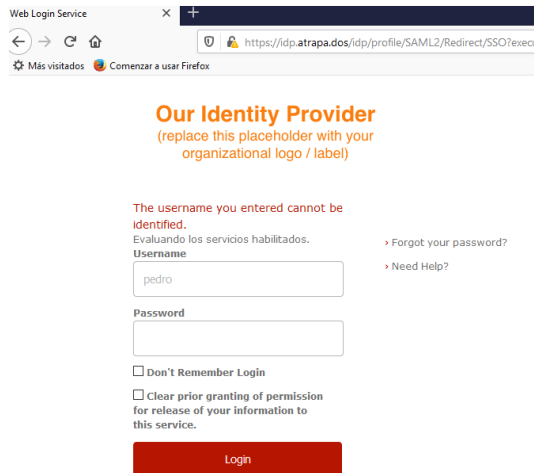 Web Login Service
https://idp.atrapa.dos/idp/profile/SAML2/Redirect/SSO?execu
Más visitados Comenzar a usar Firefox
Our Identity Provider
(replace this placeholder with your
organizational logo / label)
The username you entered cannot be
identified.
Evaluando los servicios habilitados.
Username
pedro
Password
Don't Remember Login
Clear prior granting of permission
for release of your information to
this service.
Login
› Forgot your password?
› Need Help?